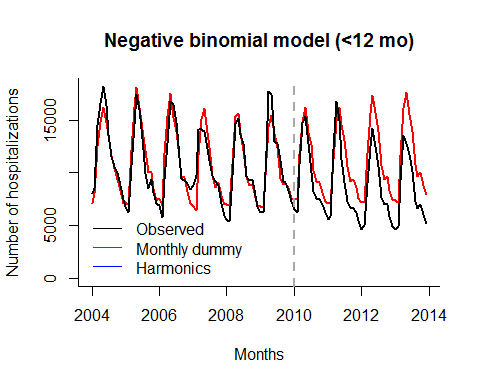 Negative binomial model (<12 mo)
Number of hospitalizations
15000
5000
0
Observed
Monthly dummy
Harmonics
2004 2006 2008 2010 2012 2014
Months